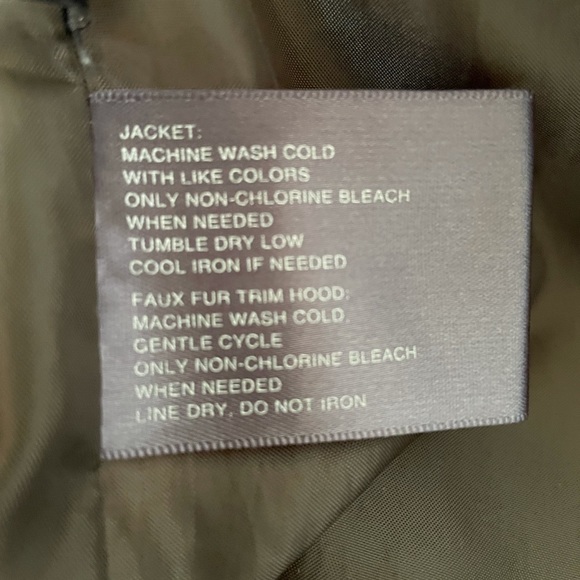 JACKET:
MACHINE WASH COLD
WITH LIKE COLORS
ONLY NON-CHLORINE BLEACH
WHEN NEEDED
TUMBLE DRY LOW
COOL IRON IF NEEDED
FAUX FUR TRIM HOOD:
MACHINE WASH COLD,
GENTLE CYCLE
ONLY NON-CHLORINE BLEACH
WHEN NEEDED
LINE DRY, DO NOT IRON